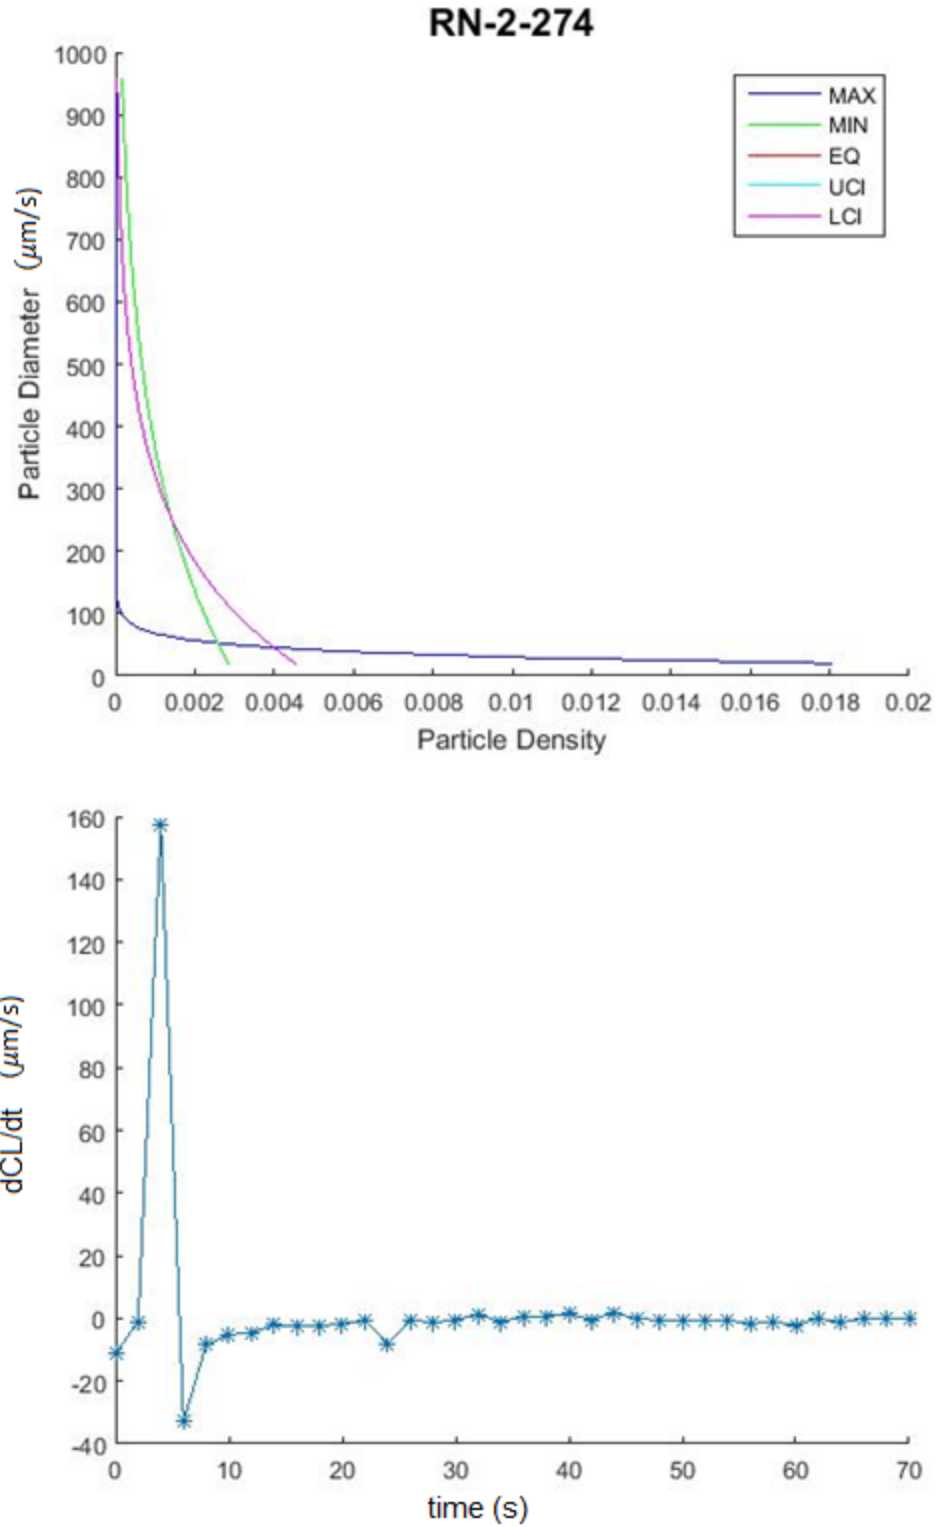 RN-2-274
1000
900
800
700
600
500
400
300
200
100
0
Particle Diameter (μm/s)
MAX
MIN
EQ
UCI
LCI
0 0.002 0.004 0.006 0.008 0.01 0.012 0.014 0.016 0.018 0.02
Particle Density
160
140
120
100
80
60
40
20
0
-20
-40
dCL/dt (μm/s)
0 10 20 30 40 50 60 70
time (s)